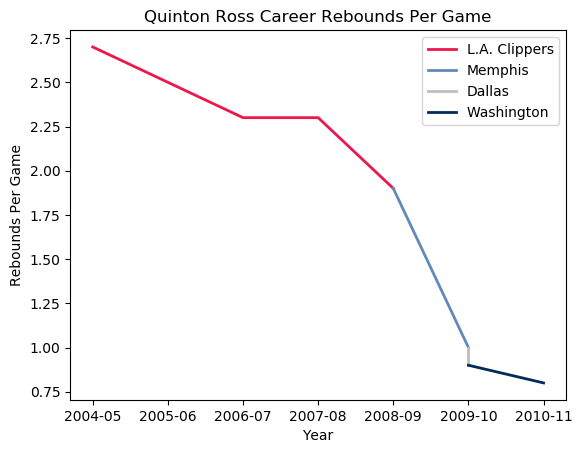 Quinton Ross Career Rebounds Per Game
L.A. Clippers
Memphis
Dallas
Washington
Rebounds Per Game
2.75
2.50
2.25
2.00
1.75
1.50
1.25
1.00
0.75
2004-05 2005-06 2006-07 2007-08 2008-09 2009-10 2010-11
Year